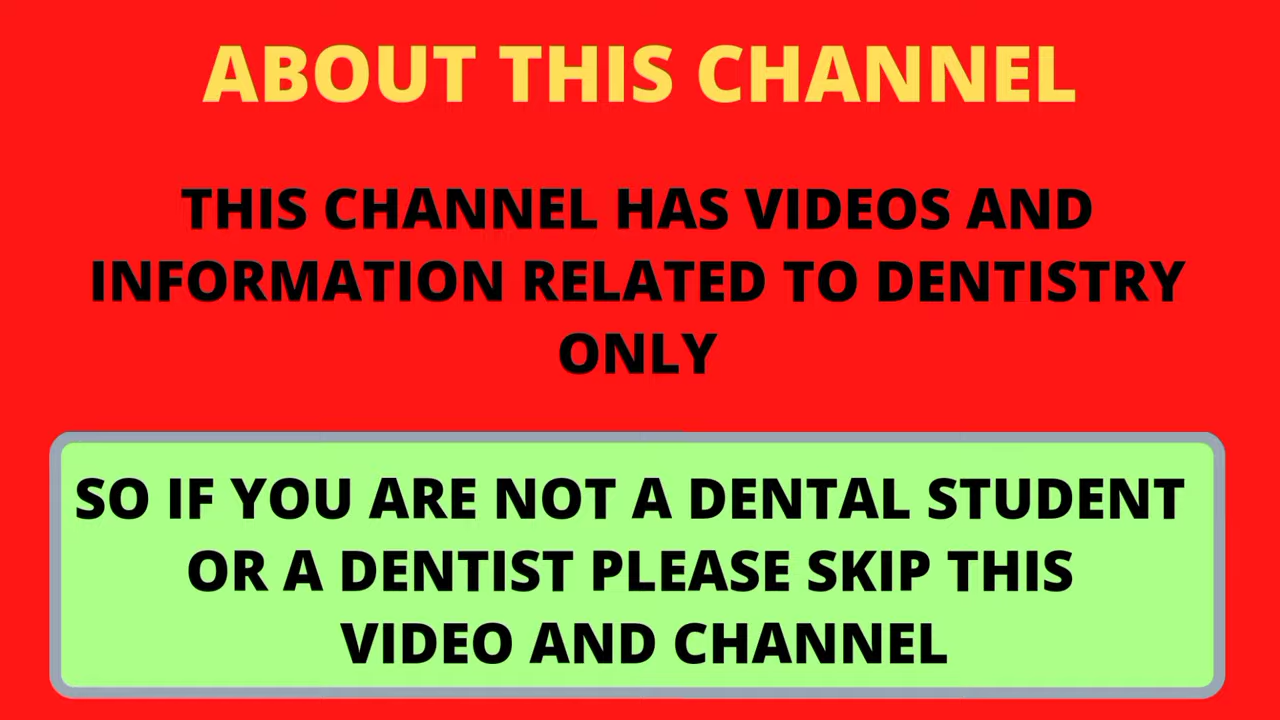 ABOUT THIS CHANNEL
THIS CHANNEL HAS VIDEOS AND
INFORMATION RELATED TO DENTISTRY
ONLY
SO IF YOU ARE NOT A DENTAL STUDENT
OR A DENTIST PLEASE SKIP THIS
VIDEO AND CHANNEL